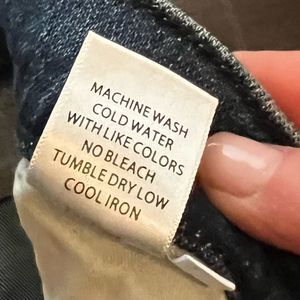 MACHINE WASH
COLD WATER
WITH LIKE COLORS
NO BLEACH
TUMBLE DRY LOW
COOL IRON